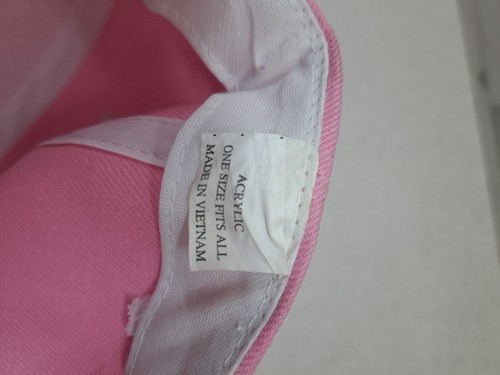 ACRYLIC
ONE SIZE FITS ALL
MADE IN VIETNAM